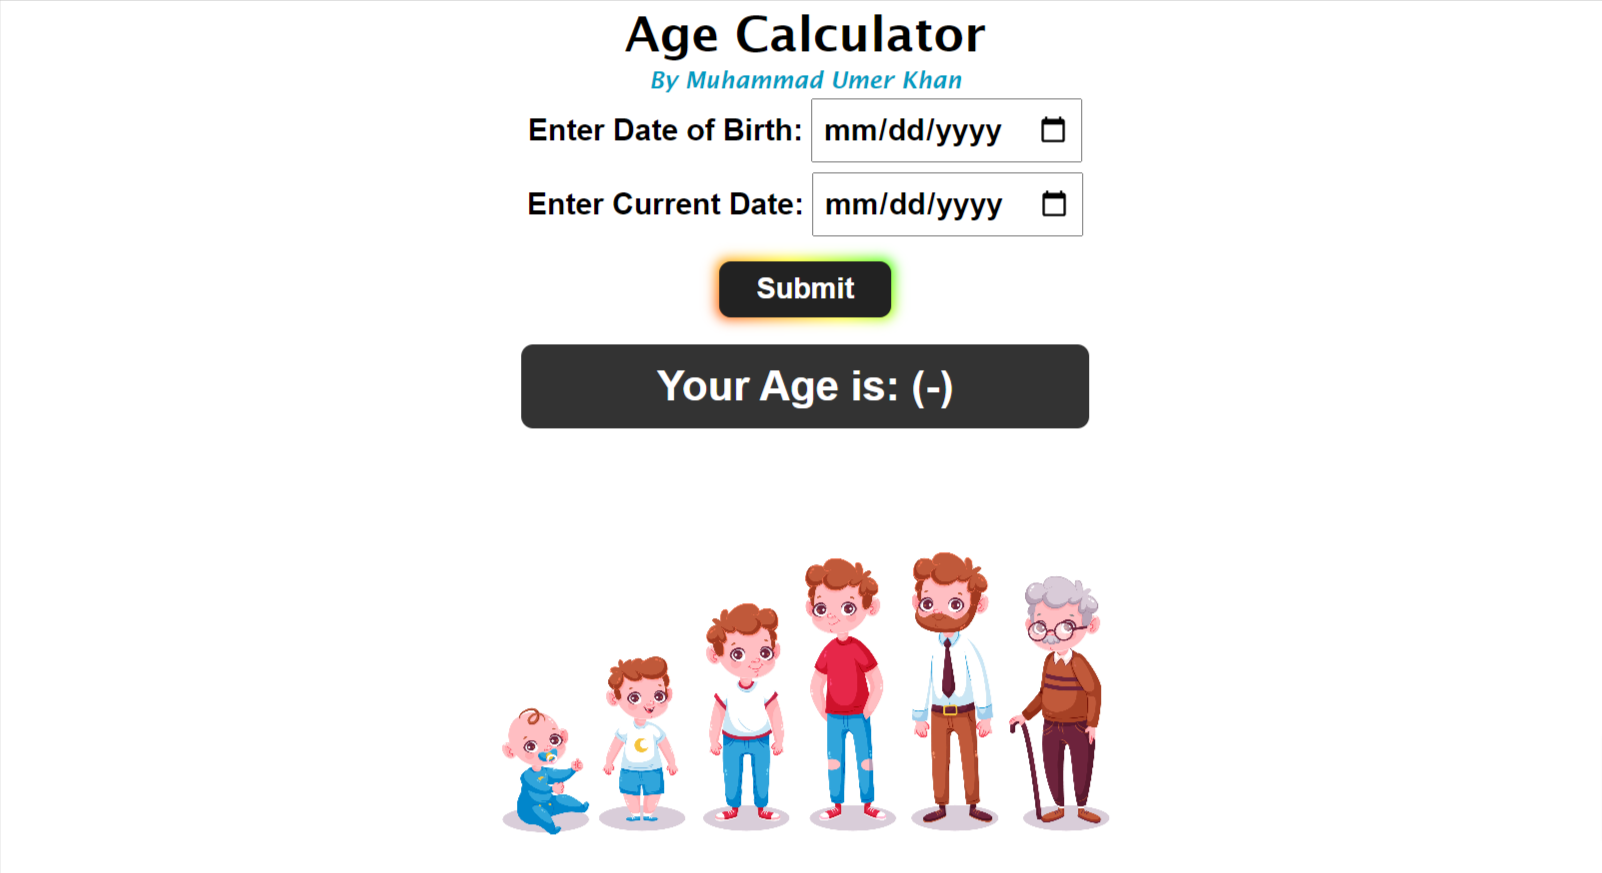 Age Calculator
By Muhammad Umer Khan
Enter Date of Birth: mm/dd/yyyy
Enter Current Date: mm/dd/yyyy
Submit
Your Age is: (-)